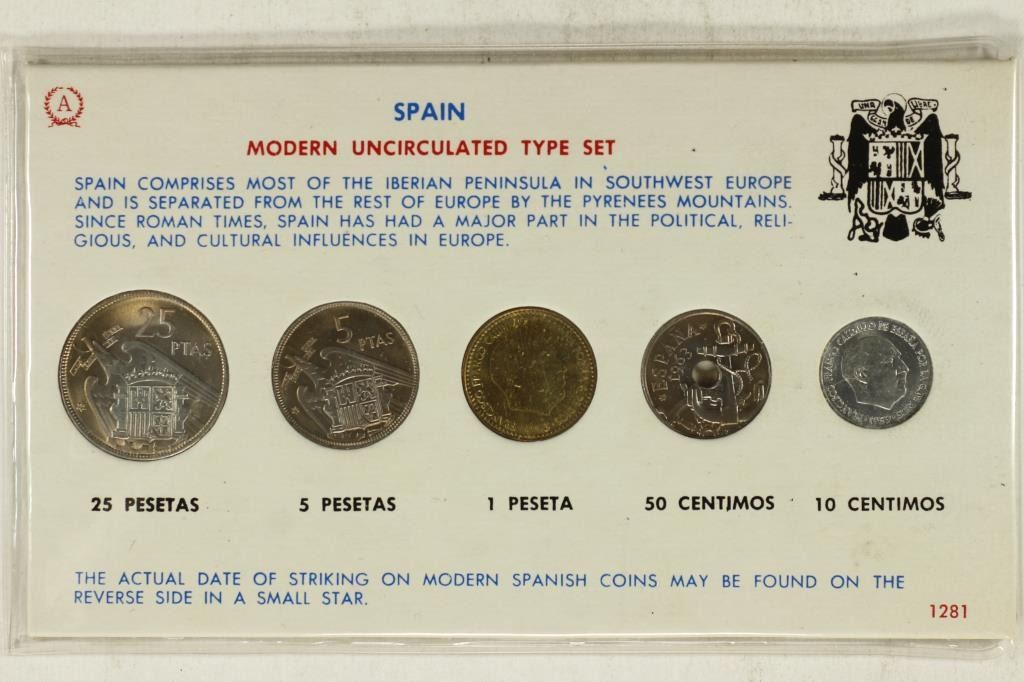 A
SPAIN
MODERN UNCIRCULATED TYPE SET
SPAIN COMPRISES MOST OF THE IBERIAN PENINSULA IN SOUTHWEST EUROPE
AND IS SEPARATED FROM THE REST OF EUROPE BY THE PYRENEES MOUNTAINS.
SINCE ROMAN TIMES, SPAIN HAS HAD A MAJOR PART IN THE POLITICAL, RELI-
GIOUS, AND CULTURAL INFLUENCES IN EUROPE.
UNA
25
PTAS
5
PTAS
ESPAÑA
1963
25 PESETAS
5 PESETAS
1 PESETA
50 CENTIMOS
10 CENTIMOS
THE ACTUAL DATE OF STRIKING ON MODERN SPANISH COINS MAY BE FOUND ON THE
REVERSE SIDE IN A SMALL STAR.
1281